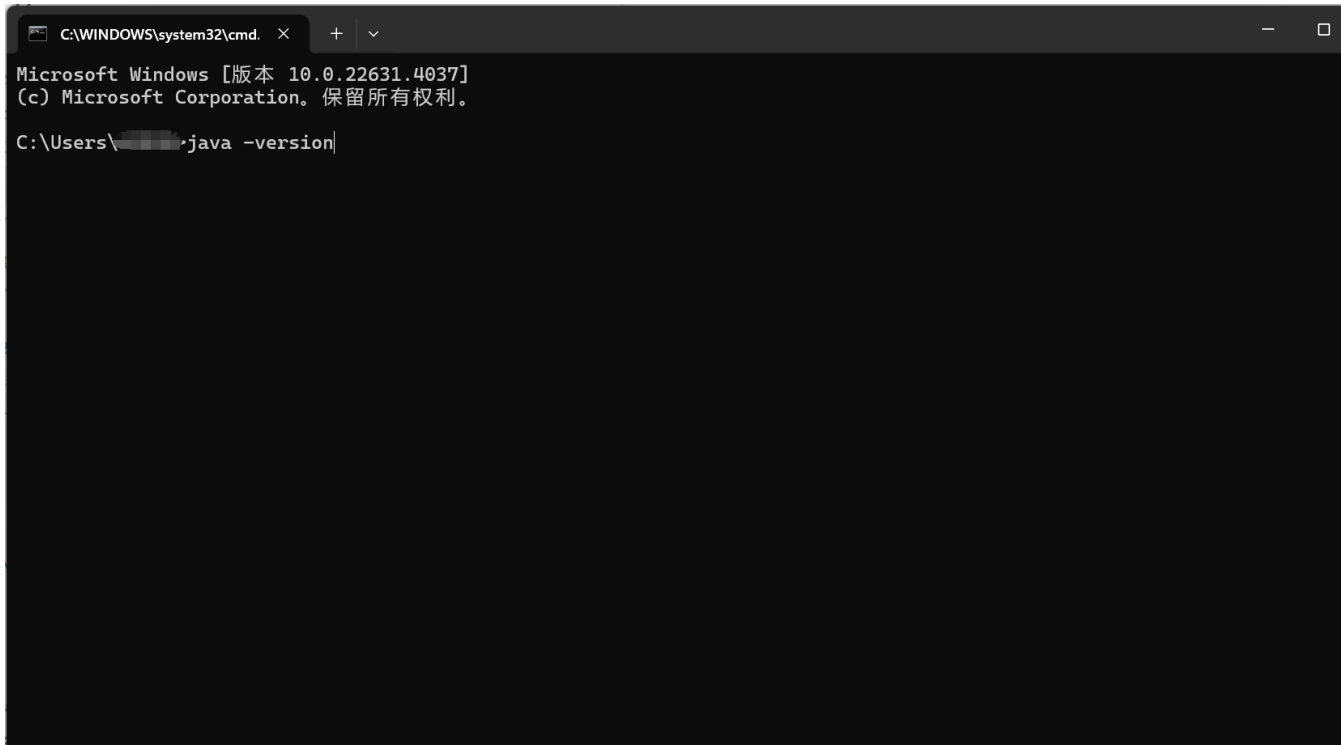 C:\WINDOWS\system32\cmd.
Microsoft Windows [版本 10.0.22631.4037]
(c) Microsoft Corporation。保留所有权利。
C:\Users\ java -version